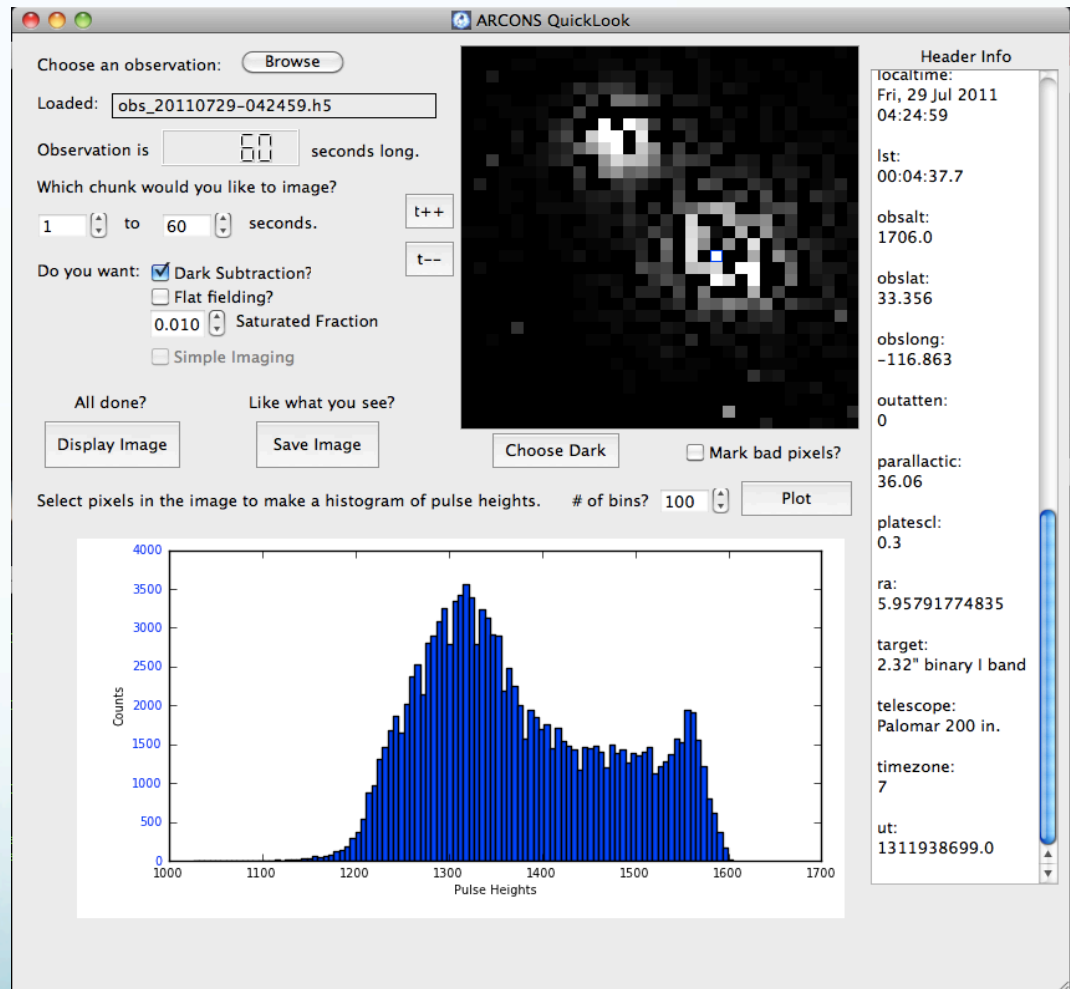 ARCONS QuickLook
Choose an observation: Browse
Loaded: obs_20110729-042459.h5
Observation is 60 seconds long.
Which chunk would you like to image?
1 to 60 seconds.
t++
t--
Do you want: Dark Subtraction?
Flat fielding?
0.010 Saturated Fraction
Simple Imaging
All done? Like what you see?
Display Image Save Image
Choose Dark Mark bad pixels?
Select pixels in the image to make a histogram of pulse heights. # of bins? 100 Plot
4000
3500
3000
2500
2000
1500
1000
500
0
Counts
1000 1100 1200 1300 1400 1500 1600 1700
Pulse Heights
Header Info
localtime:
Fri, 29 Jul 2011
04:24:59
lst:
00:04:37.7
obsalt:
1706.0
obslat:
33.356
obslong:
-116.863
outatten:
0
parallactic:
36.06
platescl:
0.3
ra:
5.95791774835
target:
2.32" binary I band
telescope:
Palomar 200 in.
timezone:
7
ut:
1311938699.0